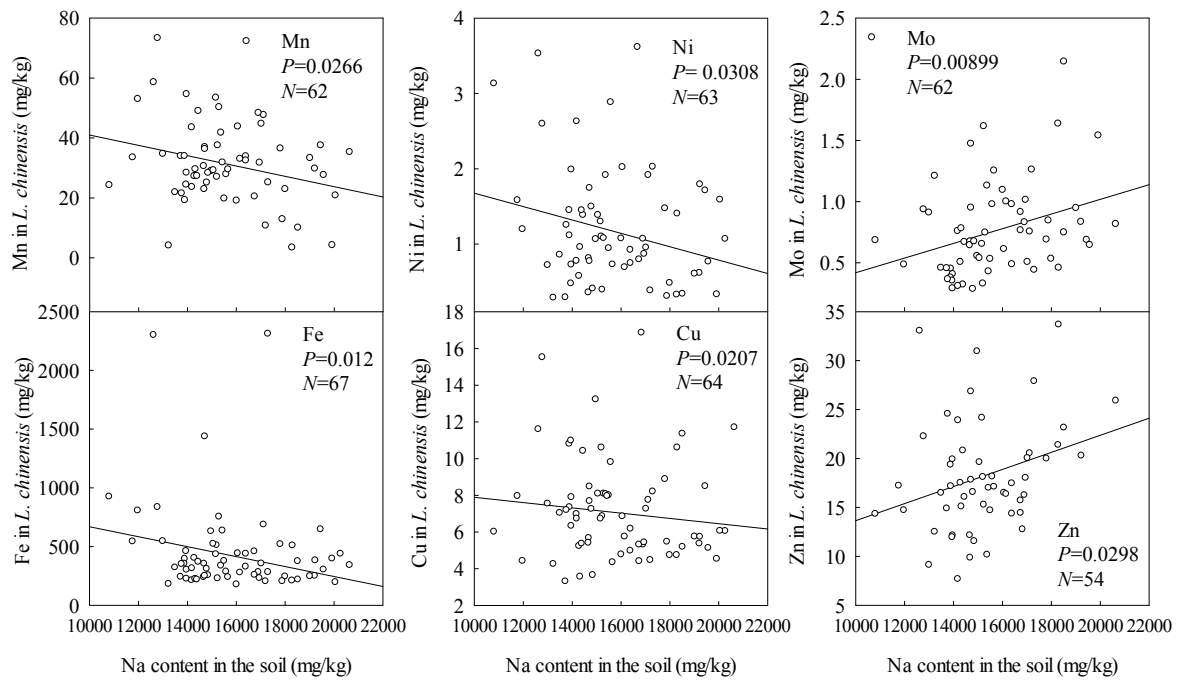 80
60
40
20
0
Mn in L. chinensis (mg/kg)
Mn
P=0.0266
N=62
4
3
2
1
Ni in L. chinensis (mg/kg)
Ni
P= 0.0308
N=63
2.5
2.0
1.5
1.0
0.5
Mo in L. chinensis (mg/kg)
Mo
P=0.00899
N=62
2500
2000
1500
1000
500
0
Fe in L. chinensis (mg/kg)
Fe
P=0.012
N=67
10000 12000 14000 16000 18000 20000 22000
Na content in the soil (mg/kg)
18
16
14
12
10
8
6
4
2
Cu in L. chinensis (mg/kg)
Cu
P=0.0207
N=64
10000 12000 14000 16000 18000 20000 22000
Na content in the soil (mg/kg)
35
30
25
20
15
10
5
Zn in L. chinensis (mg/kg)
Zn
P=0.0298
N=54
10000 12000 14000 16000 18000 20000 22000
Na content in the soil (mg/kg)